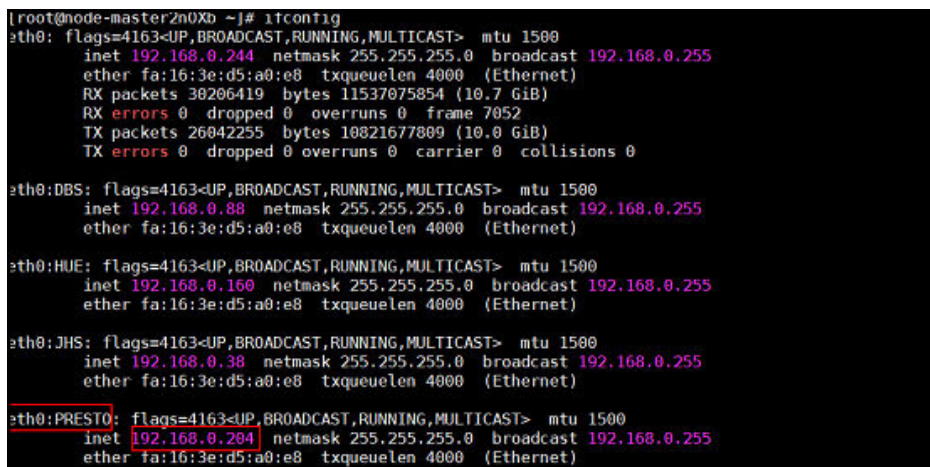 [root@node-master2nOXb ~]# ifconfig
eth0: flags=4163<UP,BROADCAST,RUNNING,MULTICAST>  mtu 1500
        inet 192.168.0.244  netmask 255.255.255.0  broadcast 192.168.0.255
        ether fa:16:3e:d5:a0:e8  txqueuelen 4000  (Ethernet)
        RX packets 30206419  bytes 11537075854 (10.7 GiB)
        RX errors 0  dropped 0  overruns 0  frame 7052
        TX packets 26042255  bytes 10821677809 (10.0 GiB)
        TX errors 0  dropped 0 overruns 0  carrier 0  collisions 0

eth0:DBS: flags=4163<UP,BROADCAST,RUNNING,MULTICAST>  mtu 1500
        inet 192.168.0.88  netmask 255.255.255.0  broadcast 192.168.0.255
        ether fa:16:3e:d5:a0:e8  txqueuelen 4000  (Ethernet)

eth0:HUE: flags=4163<UP,BROADCAST,RUNNING,MULTICAST>  mtu 1500
        inet 192.168.0.160  netmask 255.255.255.0  broadcast 192.168.0.255
        ether fa:16:3e:d5:a0:e8  txqueuelen 4000  (Ethernet)

eth0:JHS: flags=4163<UP,BROADCAST,RUNNING,MULTICAST>  mtu 1500
        inet 192.168.0.38  netmask 255.255.255.0  broadcast 192.168.0.255
        ether fa:16:3e:d5:a0:e8  txqueuelen 4000  (Ethernet)

eth0:PRESTO: flags=4163<UP,BROADCAST,RUNNING,MULTICAST>  mtu 1500
        inet 192.168.0.204  netmask 255.255.255.0  broadcast 192.168.0.255
        ether fa:16:3e:d5:a0:e8  txqueuelen 4000  (Ethernet)